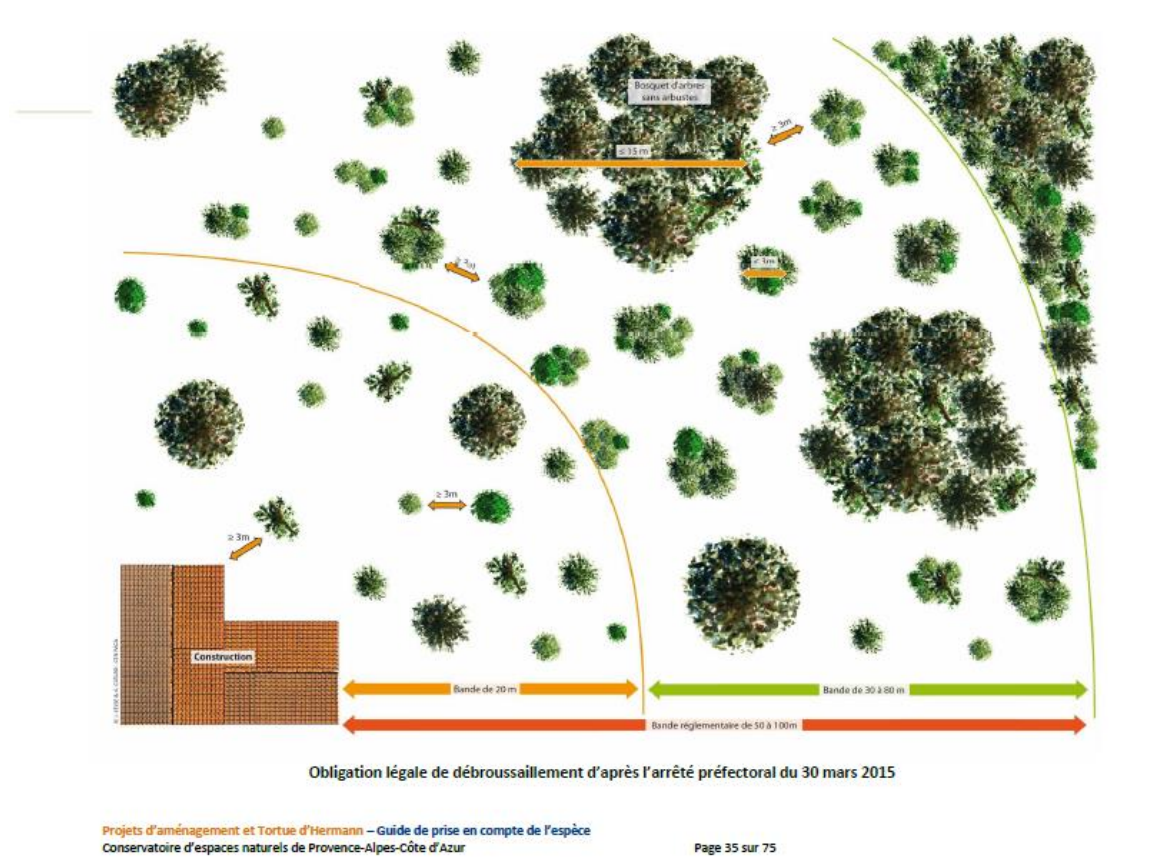 Bosquet d'arbres
sans arbustes
≥ 3m
≤ 15 m
≥ 3m
≤ 3m
≥ 3m
≥ 3m
Construction
Bande de 20 m
Bande de 30 à 80 m
Bande réglementaire de 50 à 100m
Obligation légale de débroussaillement d'après l'arrêté préfectoral du 30 mars 2015
Projets d'aménagement et Tortue d'Hermann – Guide de prise en compte de l'espèce
Conservatoire d'espaces naturels de Provence-Alpes-Côte d'Azur
Page 35 sur 75